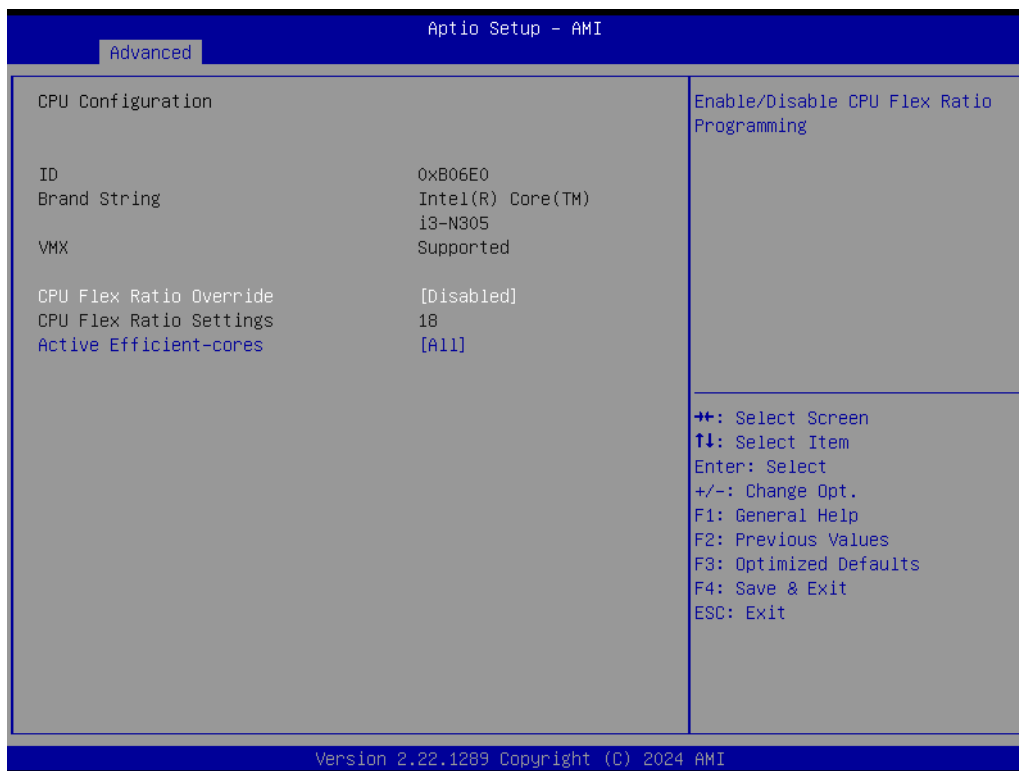 Aptio Setup – AMI
Advanced
CPU Configuration
ID 0xB06E0
Brand String Intel(R) Core(TM)
i3-N305
VMX Supported
CPU Flex Ratio Override [Disabled]
CPU Flex Ratio Settings 18
Active Efficient-cores [All]
Enable/Disable CPU Flex Ratio
Programming
→←: Select Screen
↑↓: Select Item
Enter: Select
+/-: Change Opt.
F1: General Help
F2: Previous Values
F3: Optimized Defaults
F4: Save & Exit
ESC: Exit
Version 2.22.1289 Copyright (C) 2024 AMI